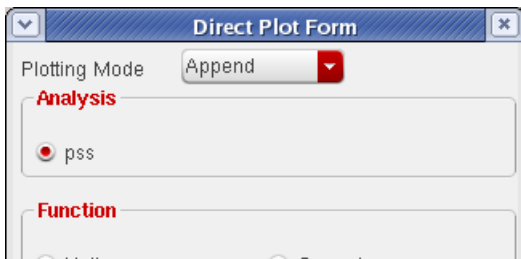 Direct Plot Form
Plotting Mode Append
Analysis
pss
Function